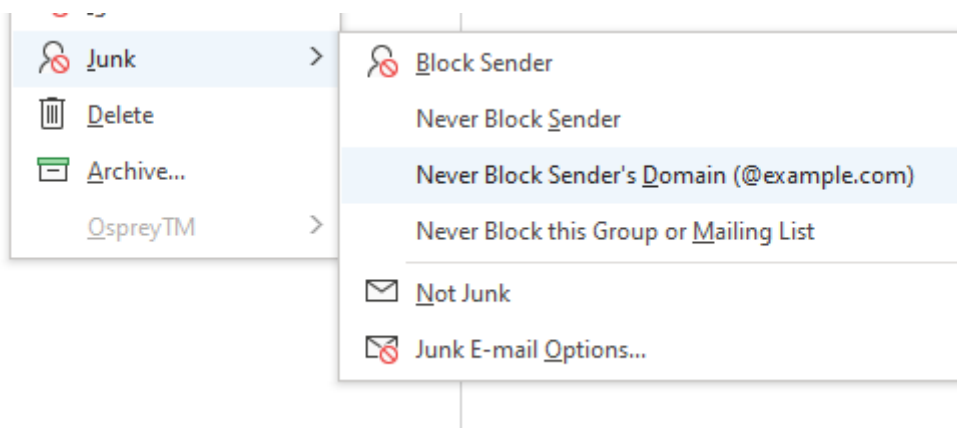 Junk
Delete
Archive...
OspreyTM
Block Sender
Never Block Sender
Never Block Sender's Domain (@example.com)
Never Block this Group or Mailing List
Not Junk
Junk E-mail Options...